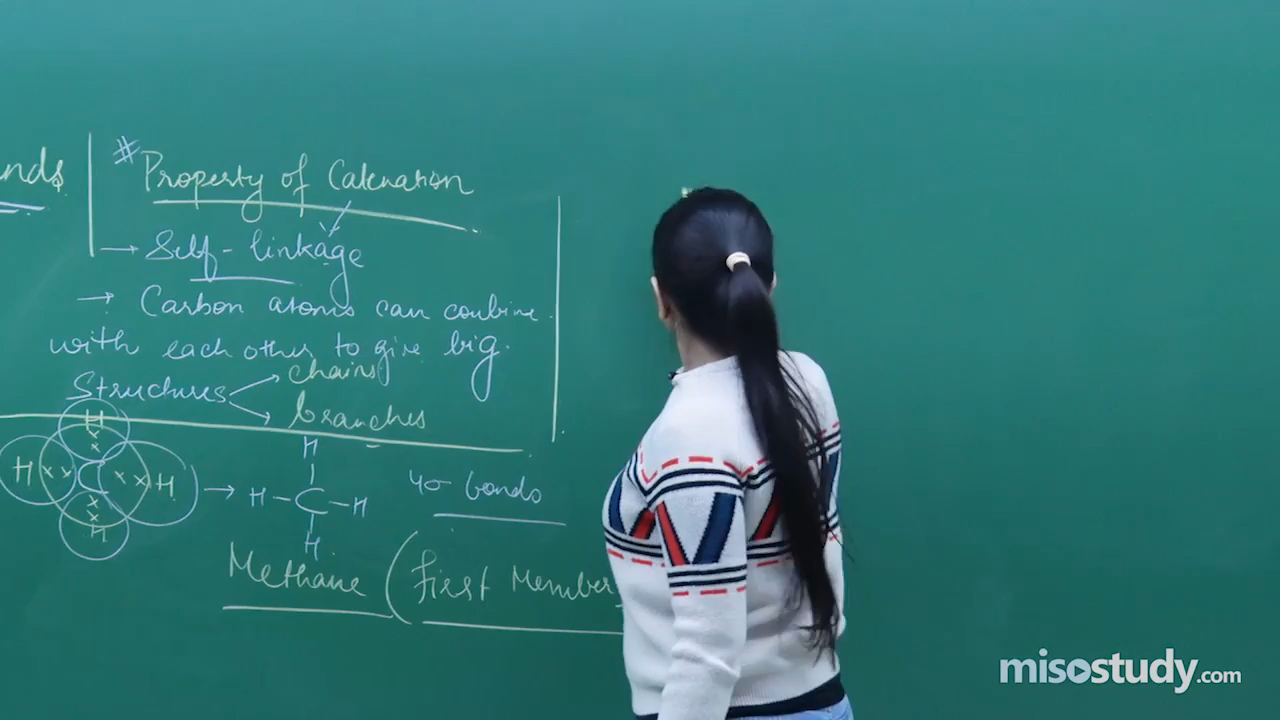 nds
# Property of Catenation
→ Self-linkage
→ Carbon atoms can combine
with each other to give big.
Structures
chains
branches
H
H C H
H
→
H
H-C-H
H
4σ bonds
Methane (First Member
misostudy.com